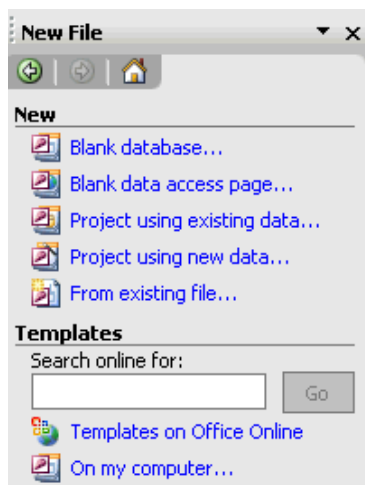 New File
New
Blank database...
Blank data access page...
Project using existing data...
Project using new data...
From existing file...
Templates
Search online for:
Go
Templates on Office Online
On my computer...